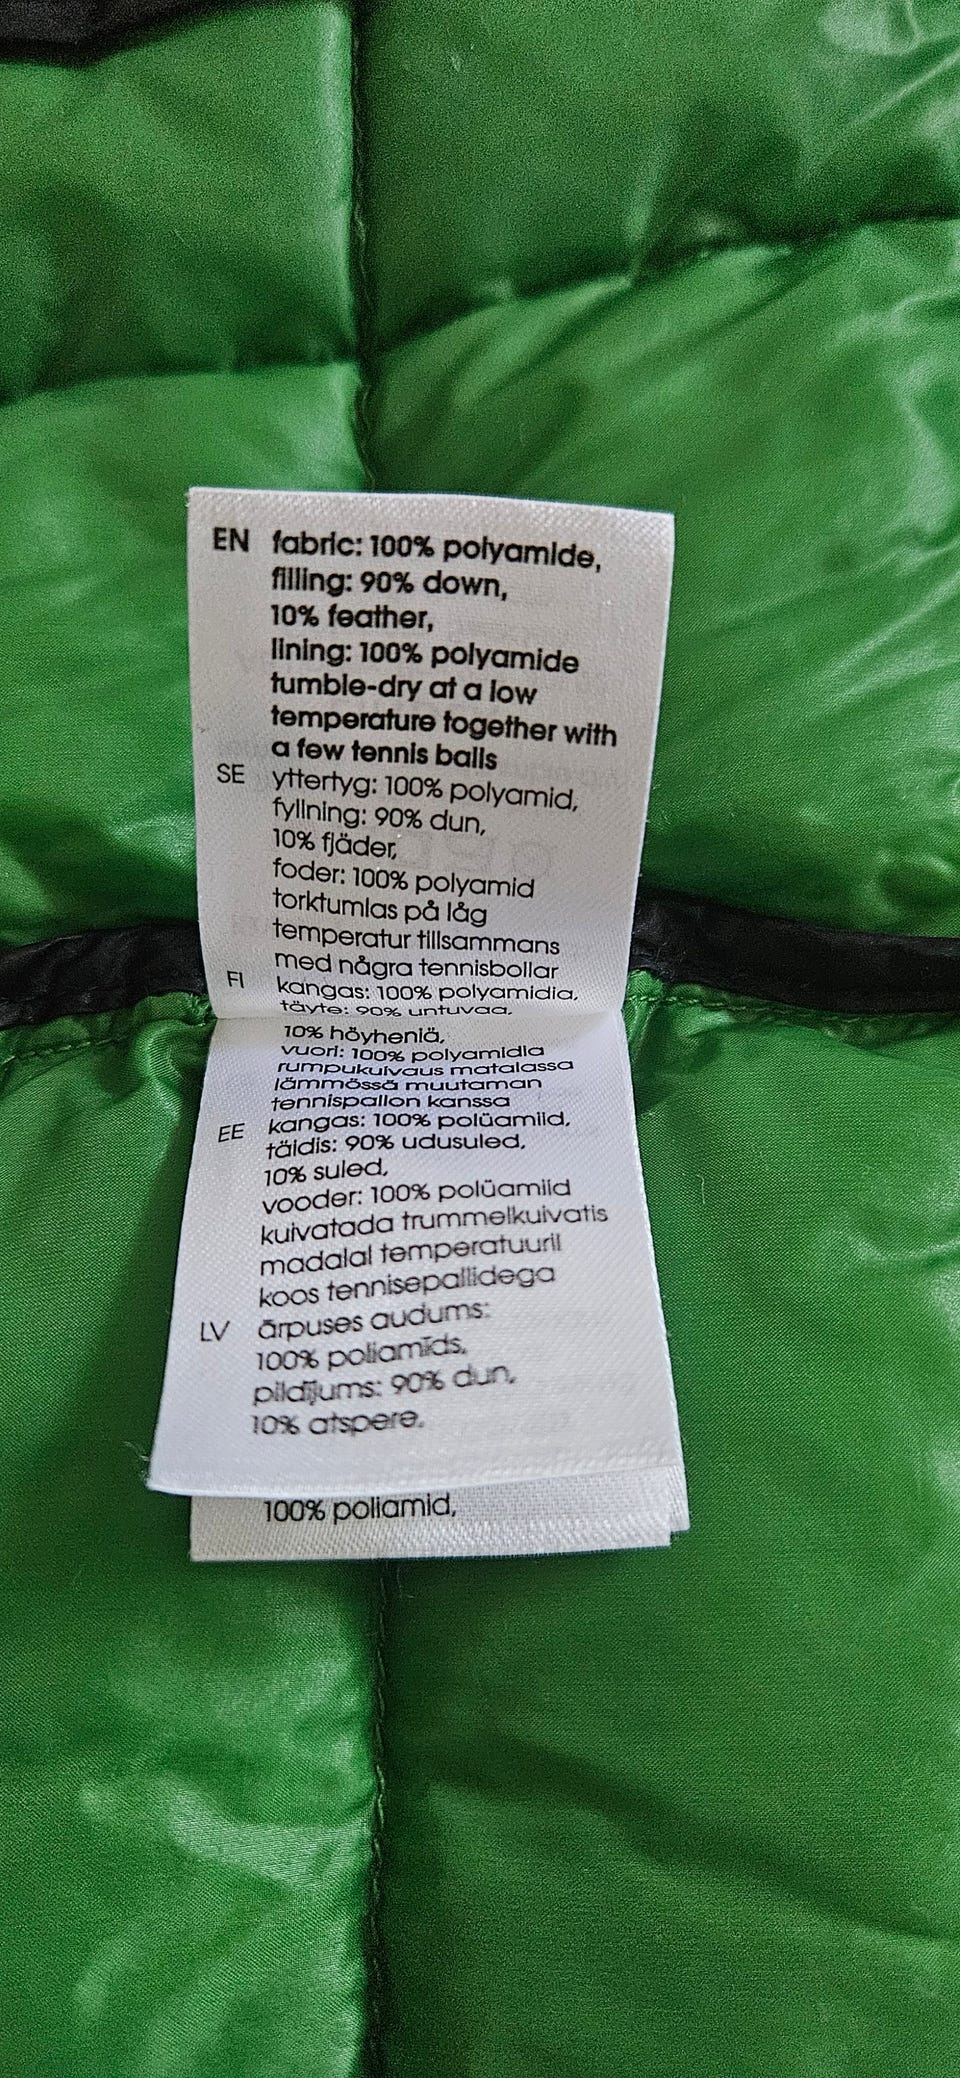 EN fabric: 100% polyamide,
filling: 90% down,
10% feather,
lining: 100% polyamide
tumble-dry at a low
temperature together with
a few tennis balls
SE yttertyg: 100% polyamid,
fyllning: 90% dun,
10% fjäder,
foder: 100% polyamid
torktumlas på låg
temperatur tillsammans
med några tennisbollar
FI kangas: 100% polyamidia,
täyte: 90% untuvaa,
10% höyheniä,
vuori: 100% polyamidia
rumpukuivaus matalassa
lämmössä muutaman
tennispallon kanssa
EE kangas: 100% polüamiid,
täidis: 90% udusuled,
10% suled,
vooder: 100% polüamiid
kuivatada trummelkuivatis
madalal temperatuuril
koos tennisepallidega
LV ārpuses audums:
100% poliamīds,
pildījums: 90% dun,
10% atspere,
100% poliamid,